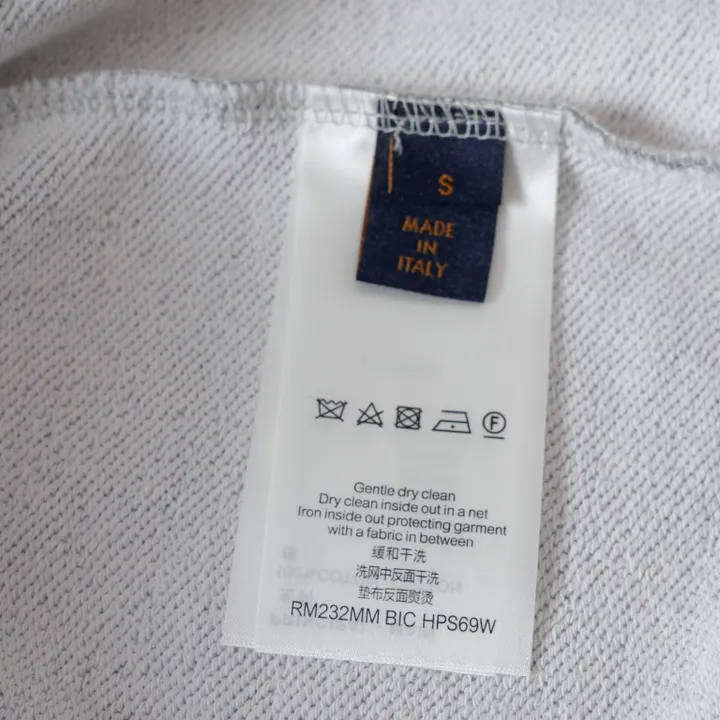 S
MADE
IN
ITALY
F
Gentle dry clean
Dry clean inside out in a net
Iron inside out protecting garment
with a fabric in between
缓和干洗
洗网中反面干洗
垫布反面熨烫
RM232MM BIC HPS69W